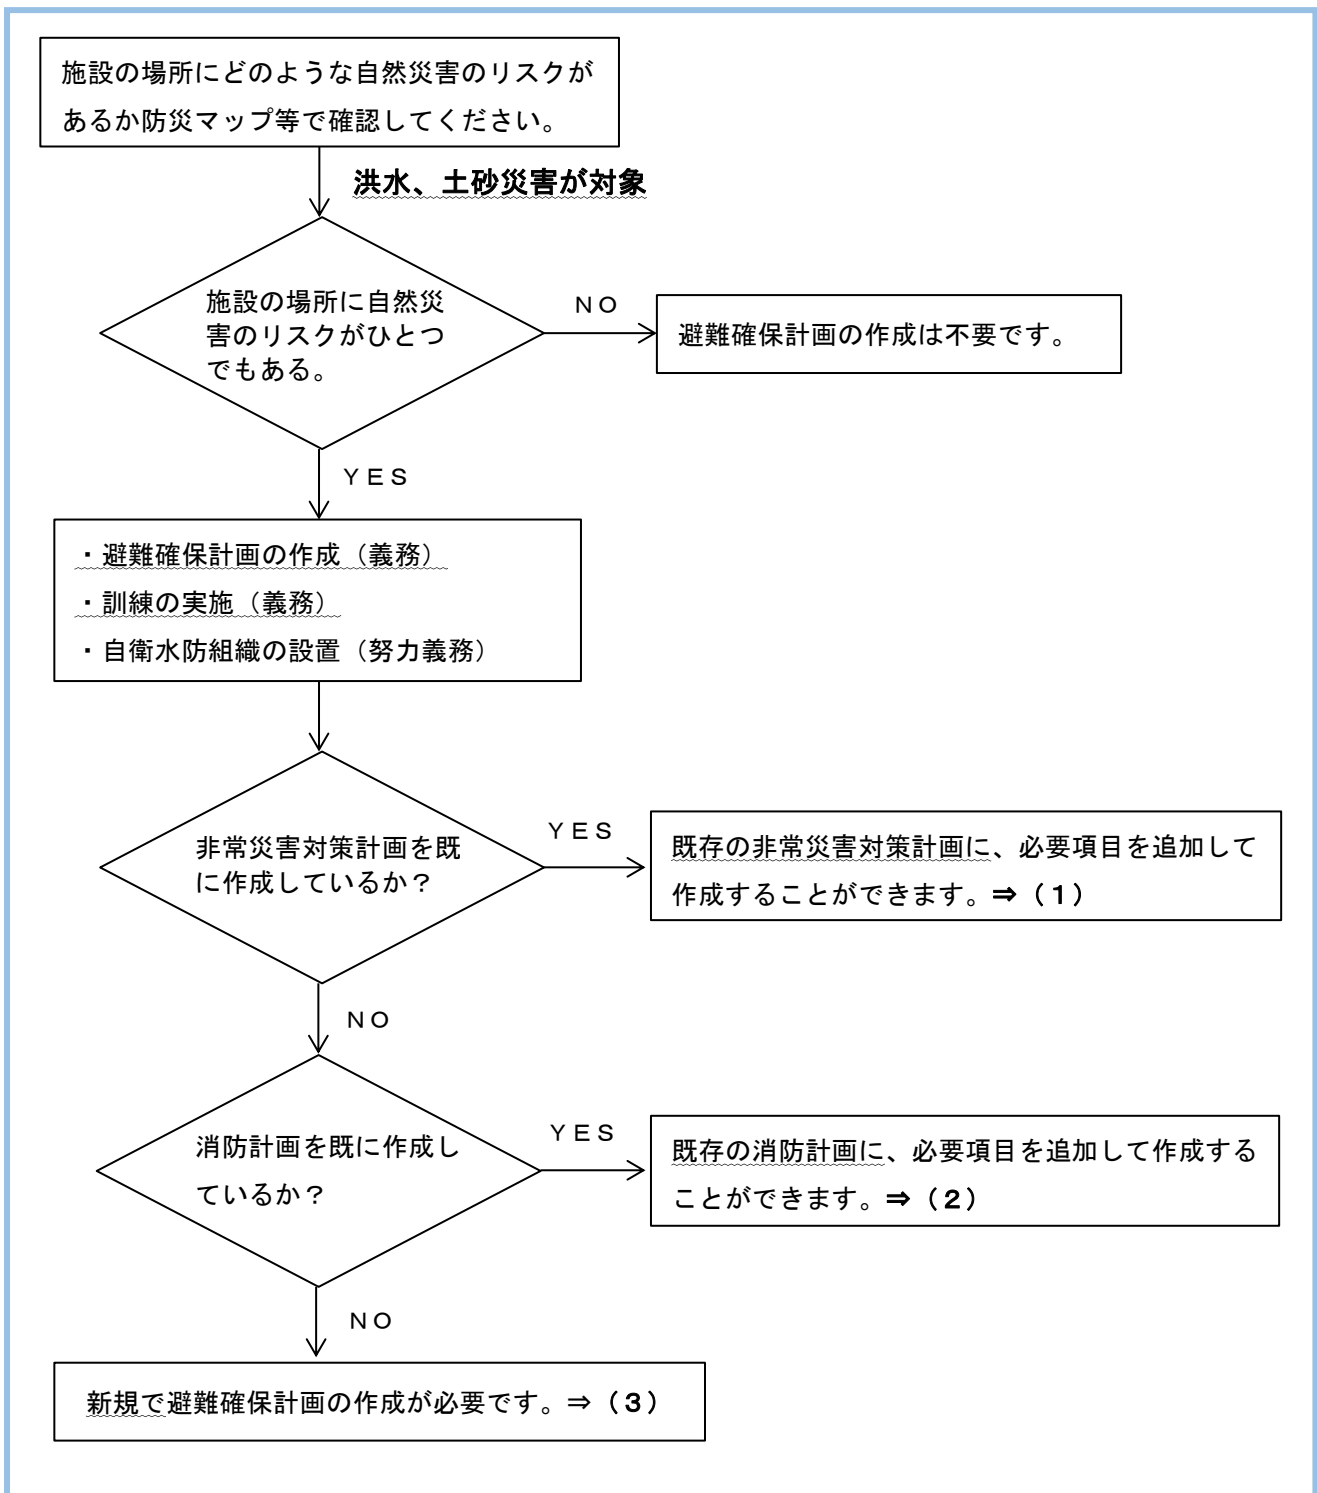 施設の場所にどのような自然災害のリスクが
あるか防災マップ等で確認してください。
洪水、土砂災害が対象
施設の場所に自然災
害のリスクがひとつ
でもある。
ＮＯ
避難確保計画の作成は不要です。
ＹＥＳ
・避難確保計画の作成（義務）
・訓練の実施（義務）
・自衛水防組織の設置（努力義務）
非常災害対策計画を既
に作成しているか？
ＹＥＳ
既存の非常災害対策計画に、必要項目を追加して
作成することができます。⇒（１）
ＮＯ
消防計画を既に作成し
ているか？
ＹＥＳ
既存の消防計画に、必要項目を追加して作成する
ことができます。⇒（２）
ＮＯ
新規で避難確保計画の作成が必要です。⇒（３）